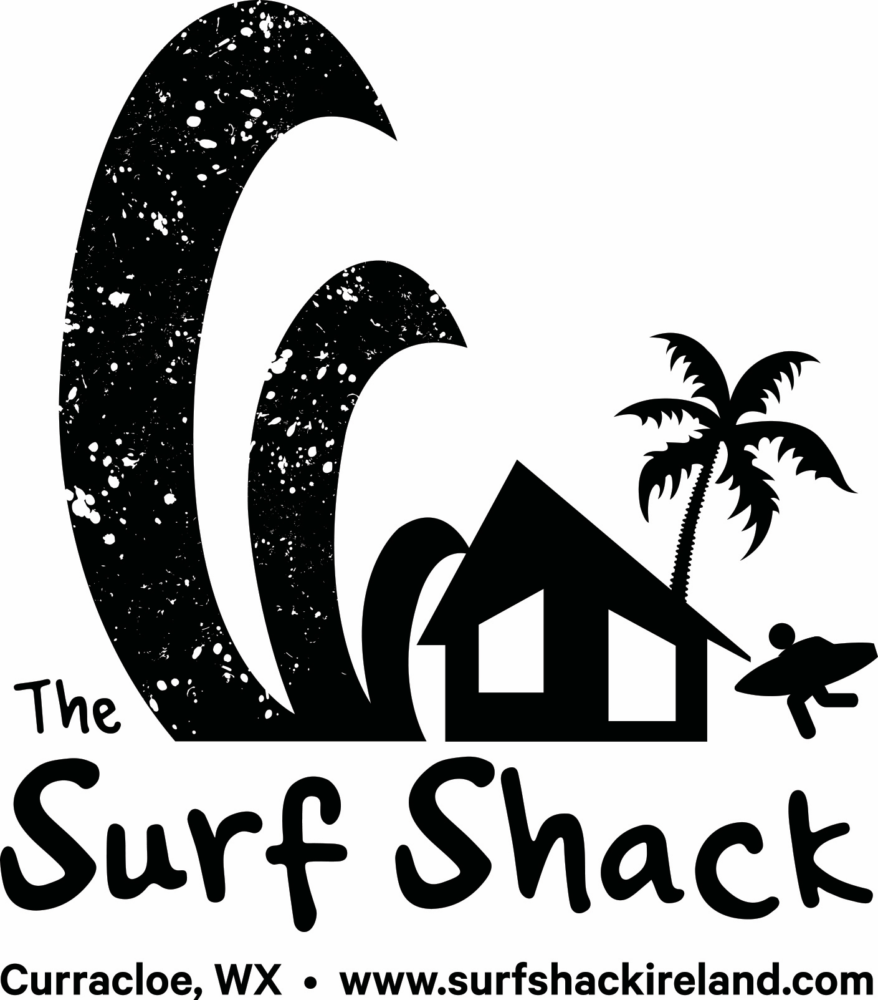 The
Surf Shack
Curracloe, WX • www.surfshackireland.com